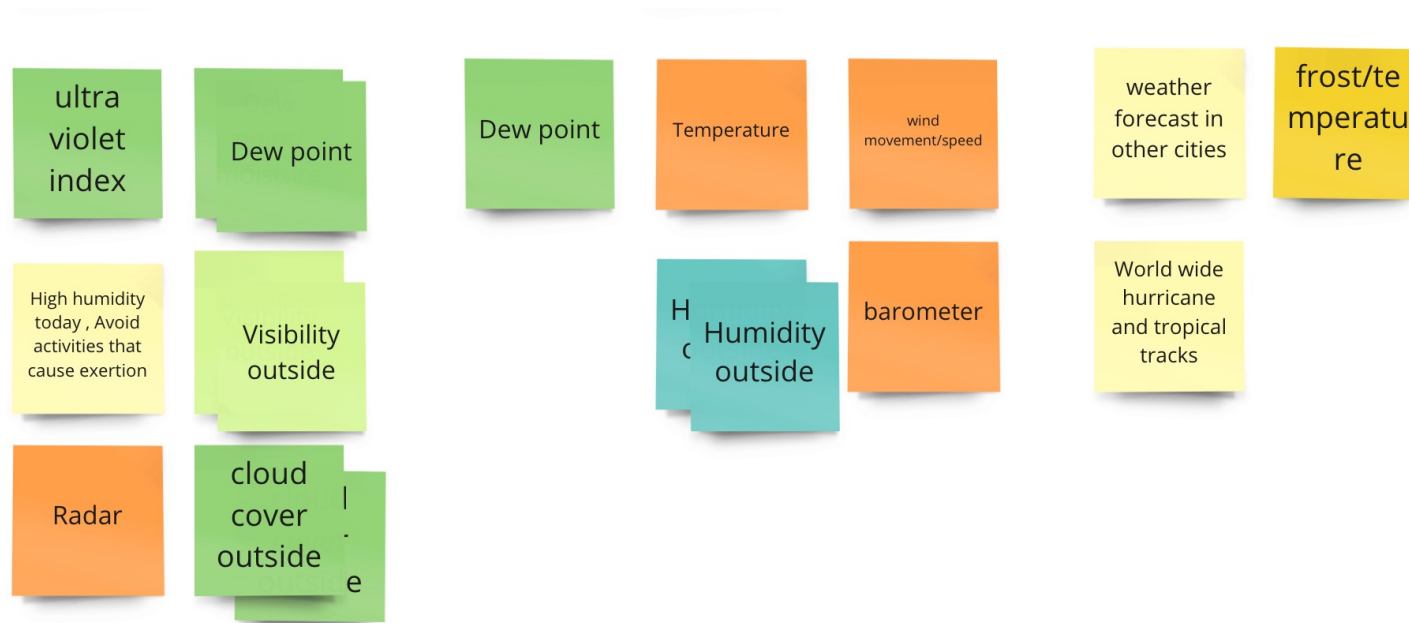 ultra
violet
index
Dew point
Dew point
Temperature
wind
movement/speed
weather
forecast in
other cities
frost/te
mperatu
re
High humidity
today , Avoid
activities that
cause exertion
Visibility
outside
Humidity
outside
barometer
World wide
hurricane
and tropical
tracks
Radar
cloud
cover
outside